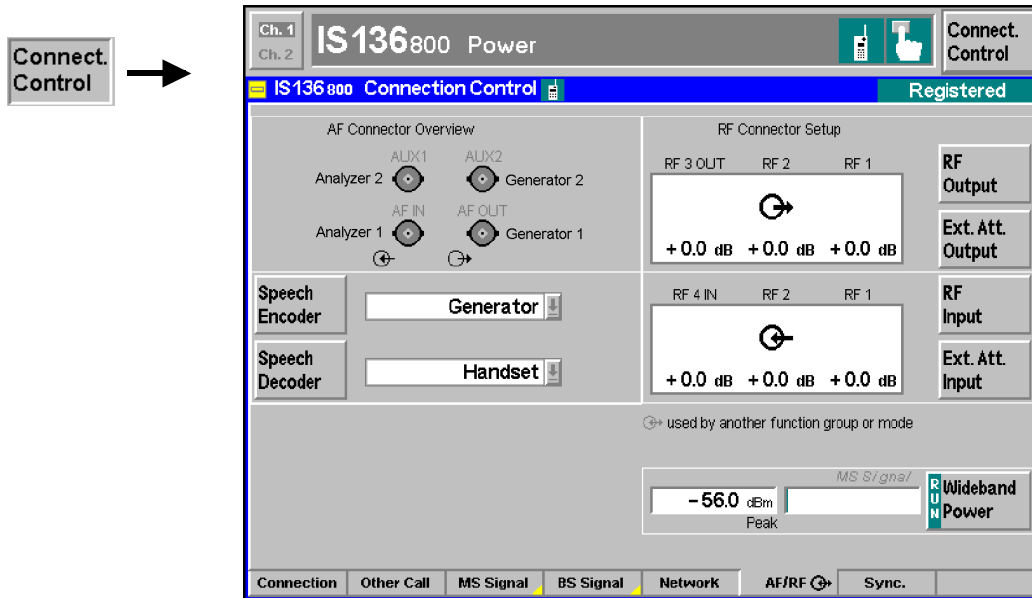 Connect.
Control
Ch. 1
Ch. 2
IS136800 Power
Connect.
Control
IS136 800 Connection Control
Registered
AF Connector Overview
AUX1 AUX2
Analyzer 2 Generator 2
AF IN AF OUT
Analyzer 1 Generator 1
RF Connector Setup
RF 3 OUT RF 2 RF 1
+ 0.0 dB + 0.0 dB + 0.0 dB
RF
Output
Ext. Att.
Output
Speech
Encoder
Generator
Speech
Decoder
Handset
RF 4 IN RF 2 RF 1
+ 0.0 dB + 0.0 dB + 0.0 dB
RF
Input
Ext. Att.
Input
used by another function group or mode
MS Signal
– 56.0 dBm
Peak
RUN
Wideband
Power
Connection Other Call MS Signal BS Signal Network AF/RF Sync.